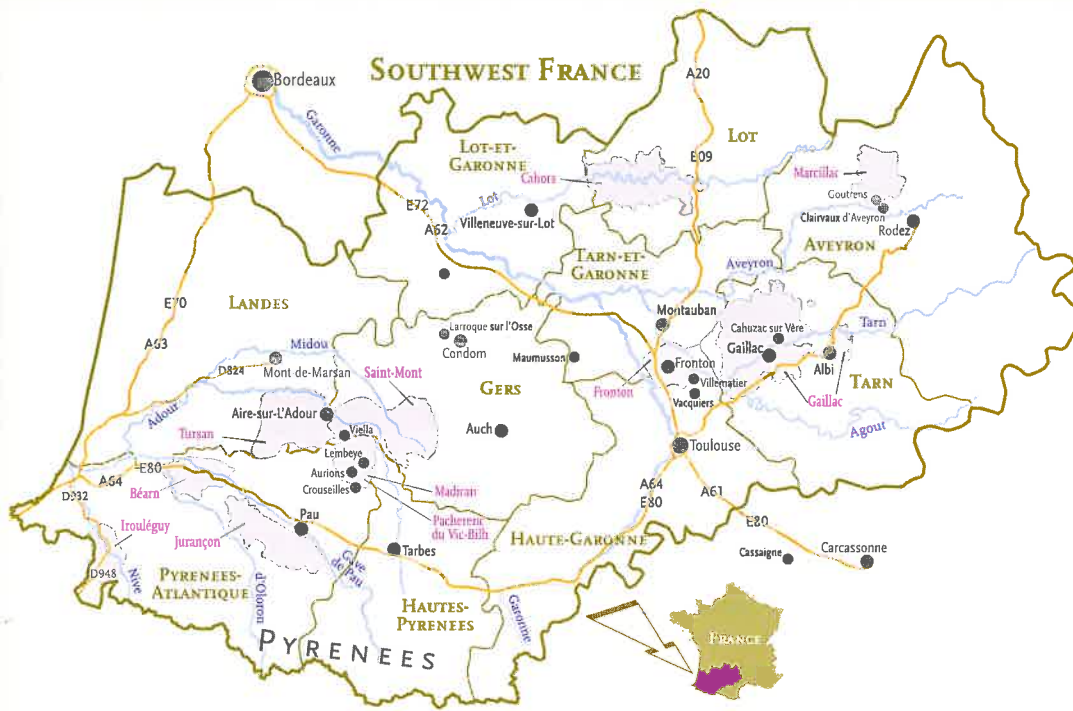 SOUTHWEST FRANCE
Bordeaux
A20
Garonne
LOT
LOT-ET-
GARONNE
E09
Cahors
Marcillac
Goutrens
Lot
E72
Villeneuve-sur-Lot
Clairvaux d'Aveyron
Rodez
A62
AVEYRON
TARN-ET-
GARONNE
Aveyron
E70
LANDES
Montauban
Cahuzac sur Vère
Tarn
Larroque sur l'Osse
Condom
A63
Midou
Maumusson
Gaillac
D824
Mont de-Marsan
Saint-Mont
Fronton
Albi
GERS
Fronton
Villematier
TARN
Vacquiers
Gaillac
Adour
Aire-sur-L'Adour
Viella
Auch
Agout
Tursan
Toulouse
Lembeye
E80
A64
Aurions
Crouseilles
Madiran
A64
E80
A61
D932
Béarn
Pau
Pacherenc
du Vic-Bilh
E80
Irouléguy
Jurançon
HAUTE-GARONNE
Tarbes
Cassaigne
Carcassonne
D948
Nive
PYRENEES-
ATLANTIQUE
d'Oloron
Gave
de Pau
HAUTES-
PYRENEES
Garonne
PYRENEES
FRANCE